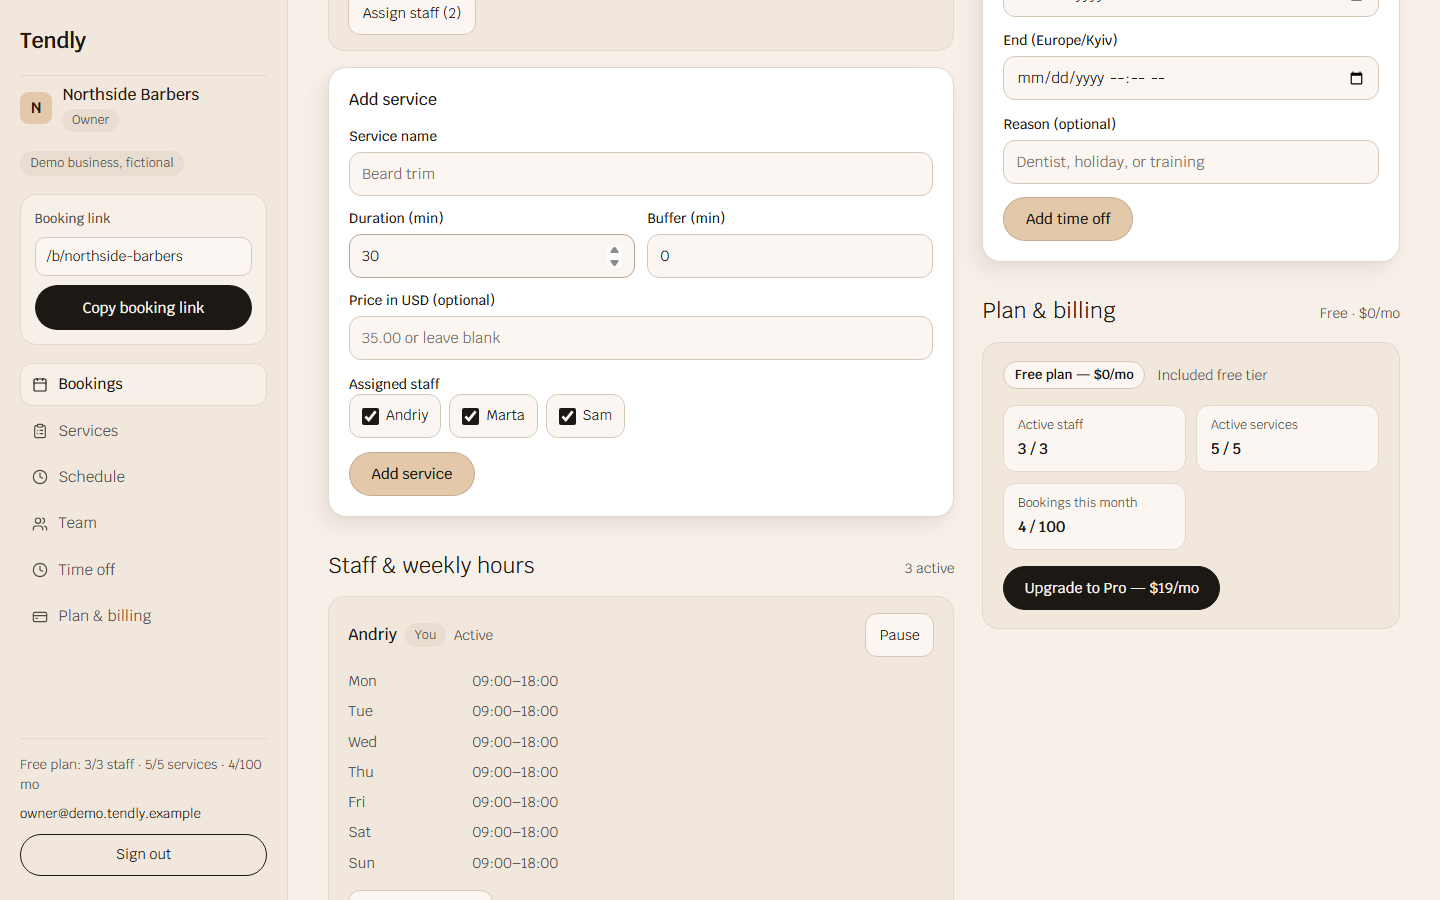 Tendly
N
Northside Barbers
Owner
Demo business, fictional
Booking link
/b/northside-barbers
Copy booking link
Bookings
Services
Schedule
Team
Time off
Plan & billing
Free plan: 3/3 staff · 5/5 services · 4/100
mo
owner@demo.tendly.example
Sign out
Assign staff (2)
Add service
Service name
Beard trim
Duration (min)
Buffer (min)
30
0
Price in USD (optional)
35.00 or leave blank
Assigned staff
Andriy
Marta
Sam
Add service
Staff & weekly hours
3 active
Andriy
You
Active
Pause
Mon 09:00–18:00
Tue 09:00–18:00
Wed 09:00–18:00
Thu 09:00–18:00
Fri 09:00–18:00
Sat 09:00–18:00
Sun 09:00–18:00
End (Europe/Kyiv)
mm/dd/yyyy --:-- --
Reason (optional)
Dentist, holiday, or training
Add time off
Plan & billing
Free · $0/mo
Free plan — $0/mo
Included free tier
Active staff
3 / 3
Active services
5 / 5
Bookings this month
4 / 100
Upgrade to Pro — $19/mo